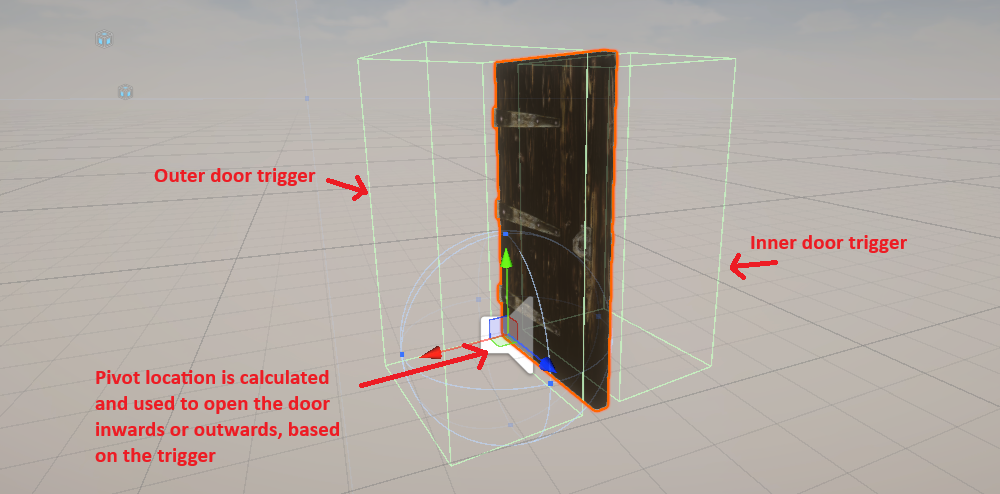 Outer door trigger
Inner door trigger
Pivot location is calculated
and used to open the door
inwards or outwards, based
on the trigger